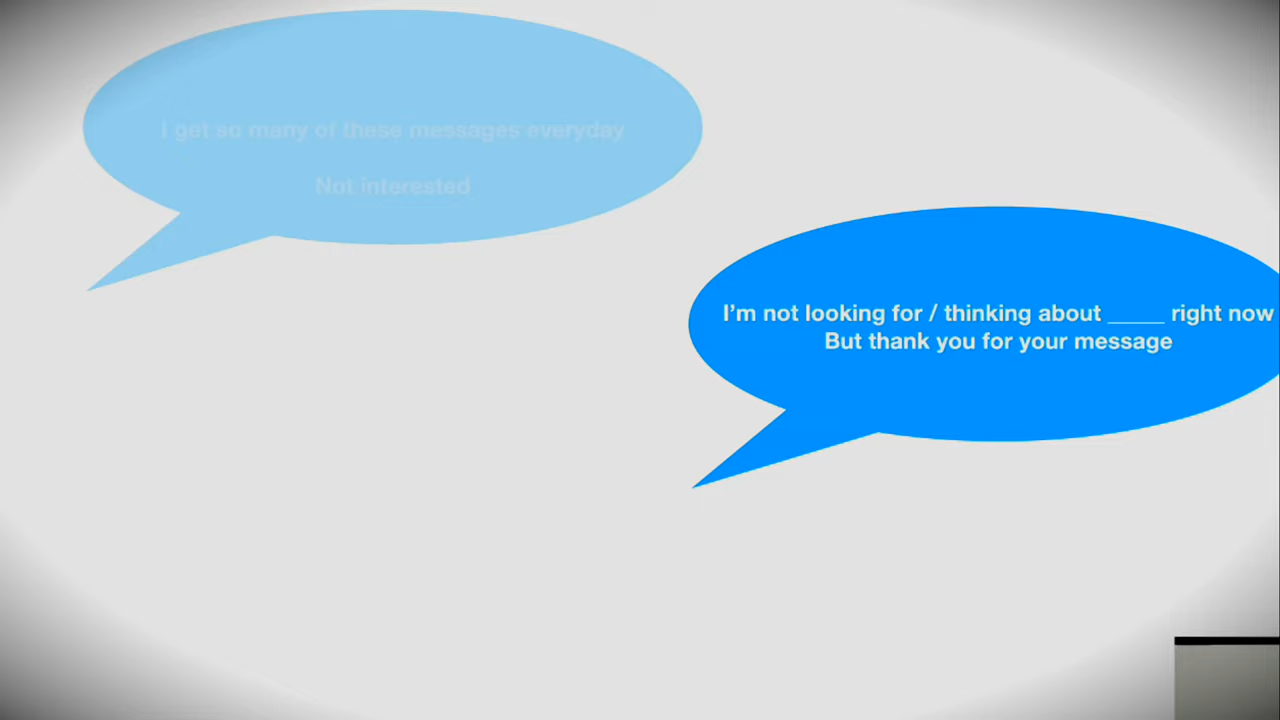 I get so many of these messages everyday
Not interested
I’m not looking for / thinking about _____ right now
But thank you for your message